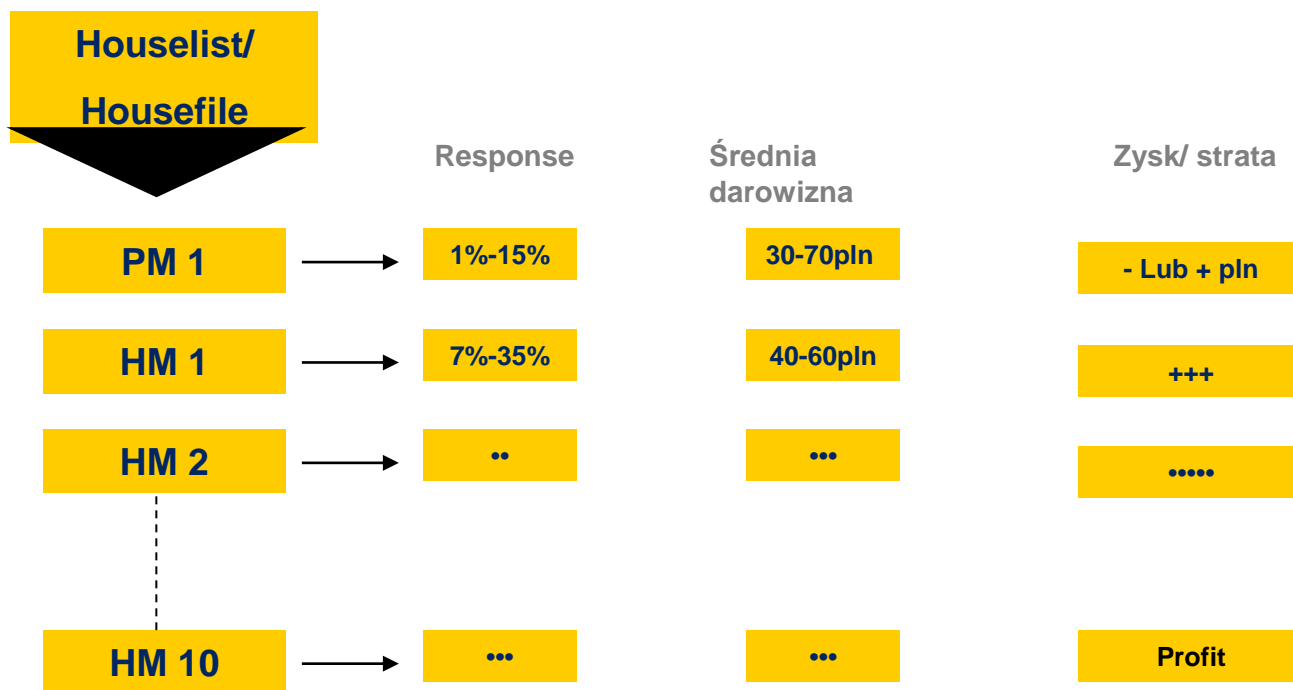 Houselist/
Housefile
Response
Średnia
darowizna
Zysk/ strata
PM 1
1%-15%
30-70pln
- Lub + pln
HM 1
7%-35%
40-60pln
+++
HM 2
••
•••
•••••
HM 10
•••
•••
Profit